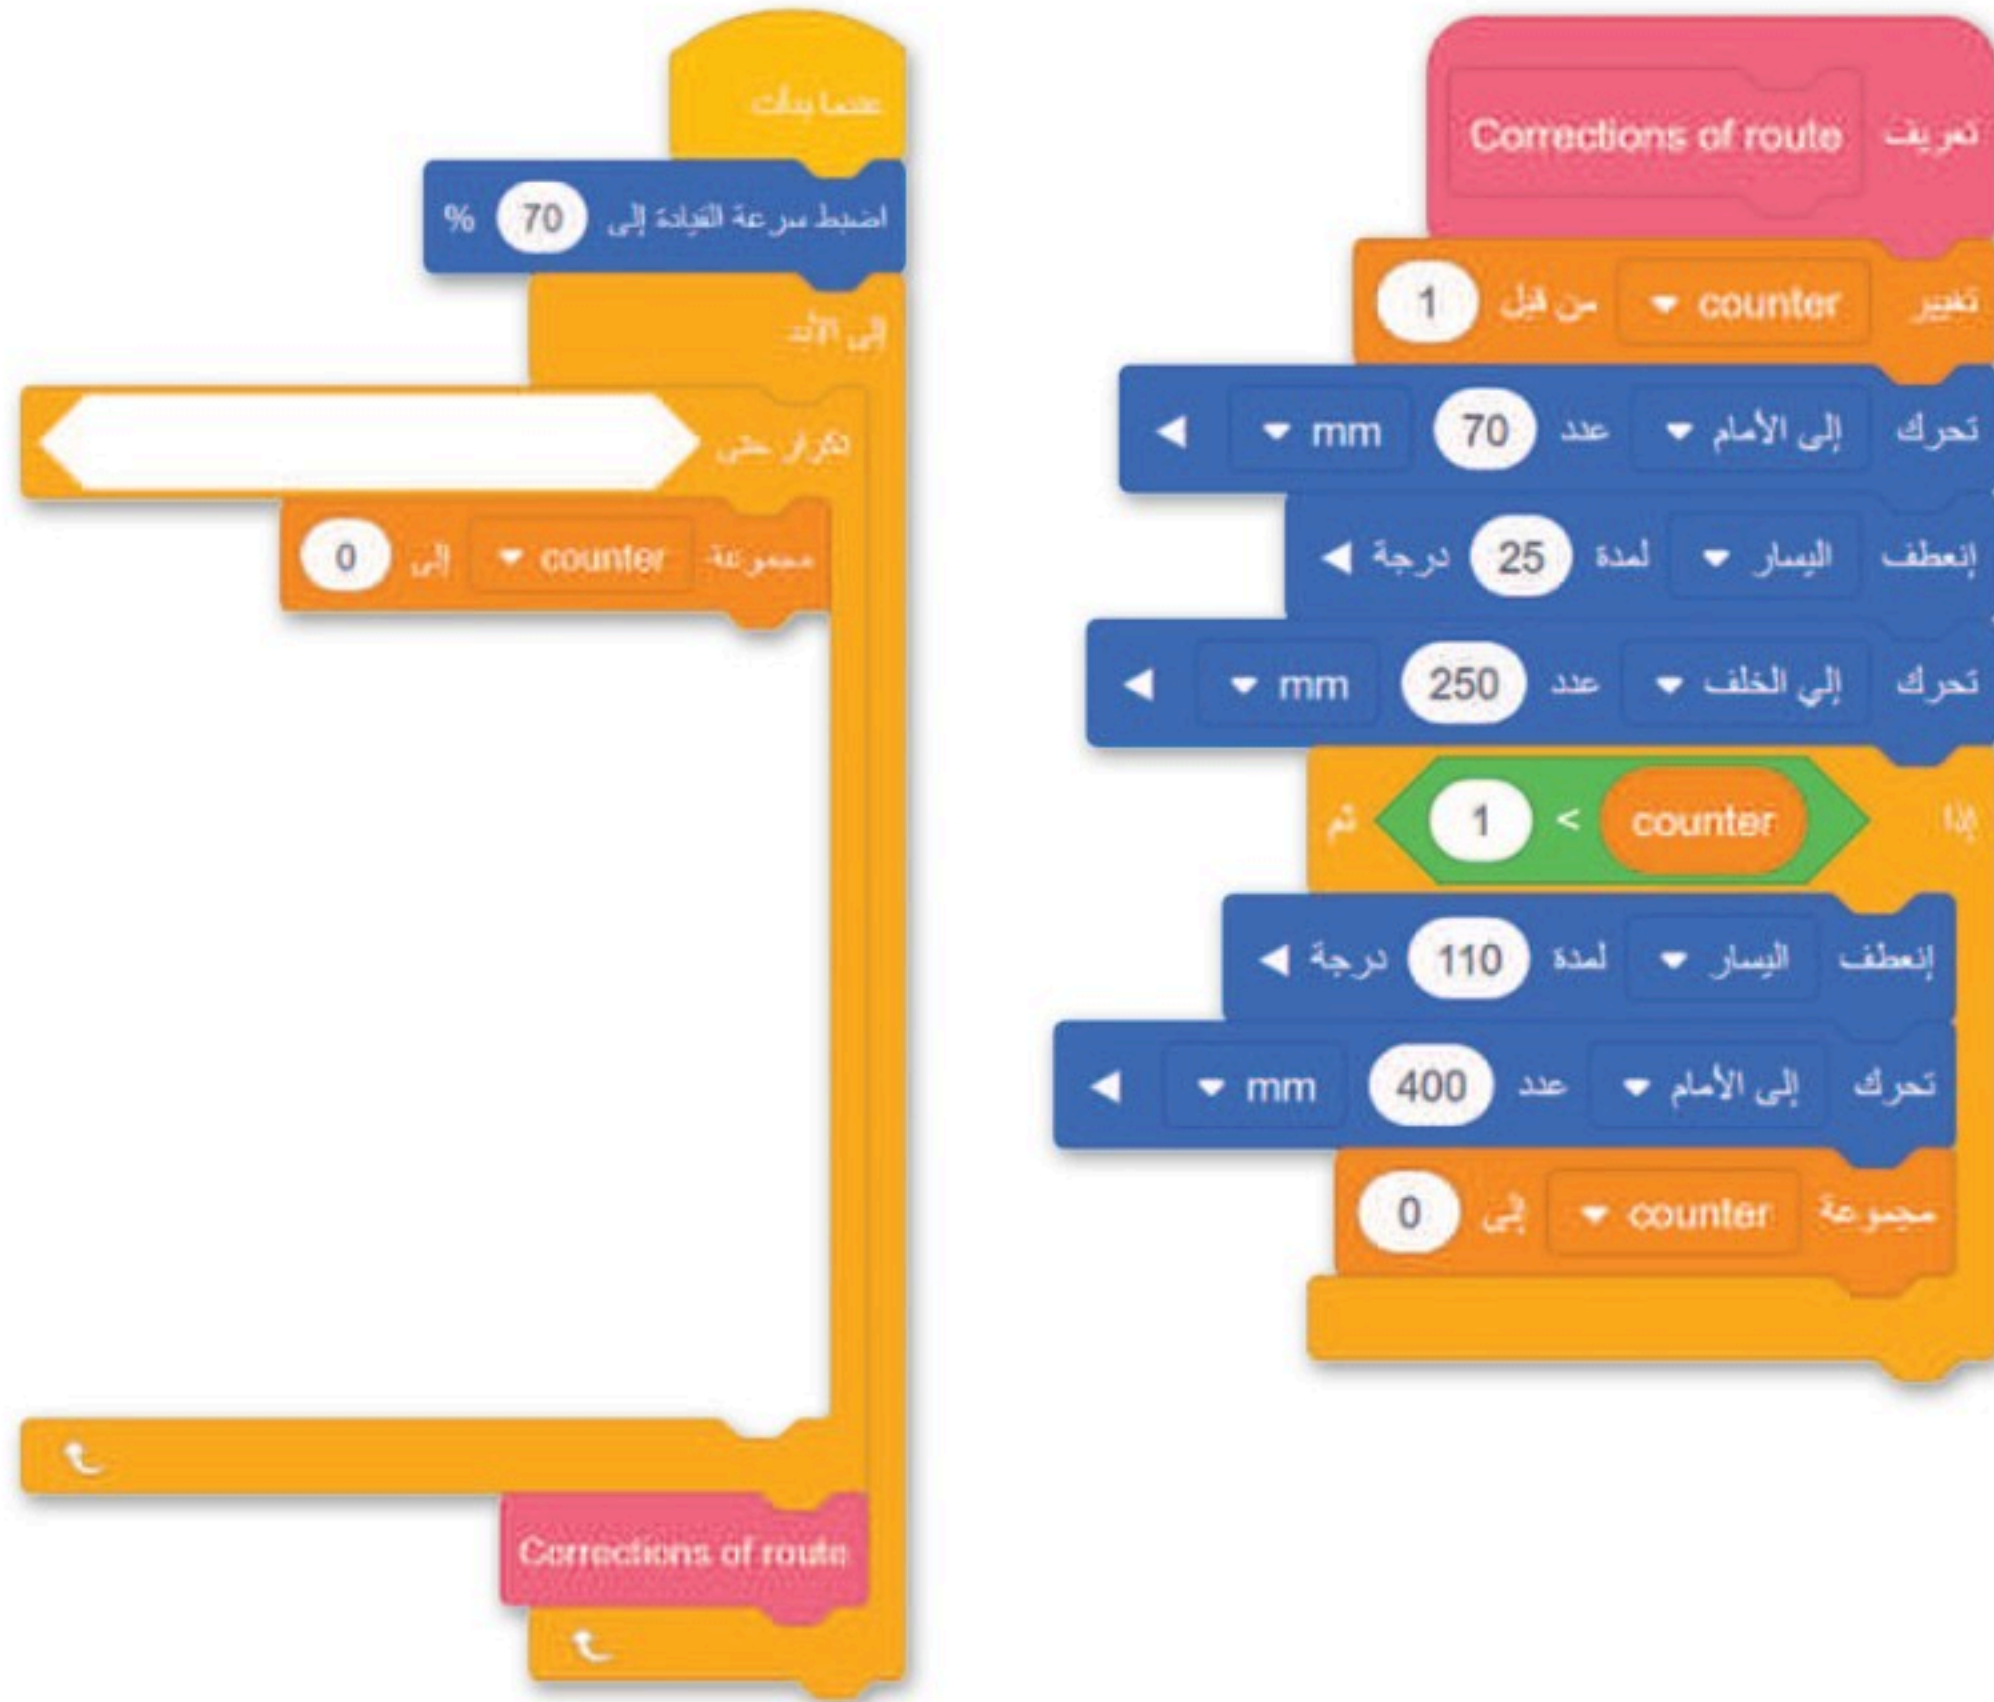 عندما بدأت
اضبط سرعة القيادة إلى 70 %
إلى الأبد
تكرار حتى
مجموعة counter إلى 0
Corrections of route
تعريف Corrections of route
تغيير counter من قبل 1
تحرك إلى الأمام عدد 70 mm
إنعطف اليسار لمدة 25 درجة
تحرك إلي الخلف عدد 250 mm
إذا counter < 1 ثم
إنعطف اليسار لمدة 110 درجة
تحرك إلى الأمام عدد 400 mm
مجموعة counter إلى 0